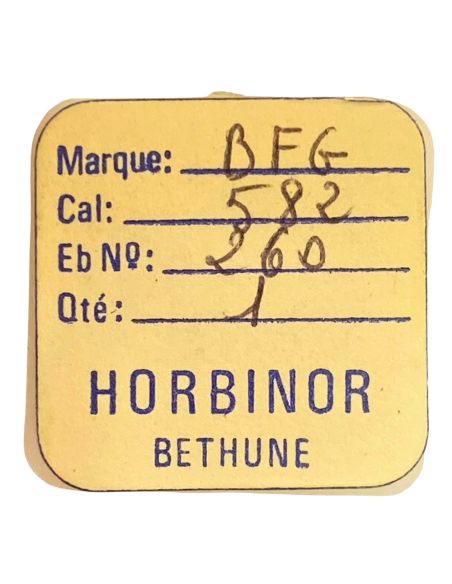 Marque: BFG
Cal: 582
Eb Nº: 260
Qté: 1
HORBINOR
BETHUNE